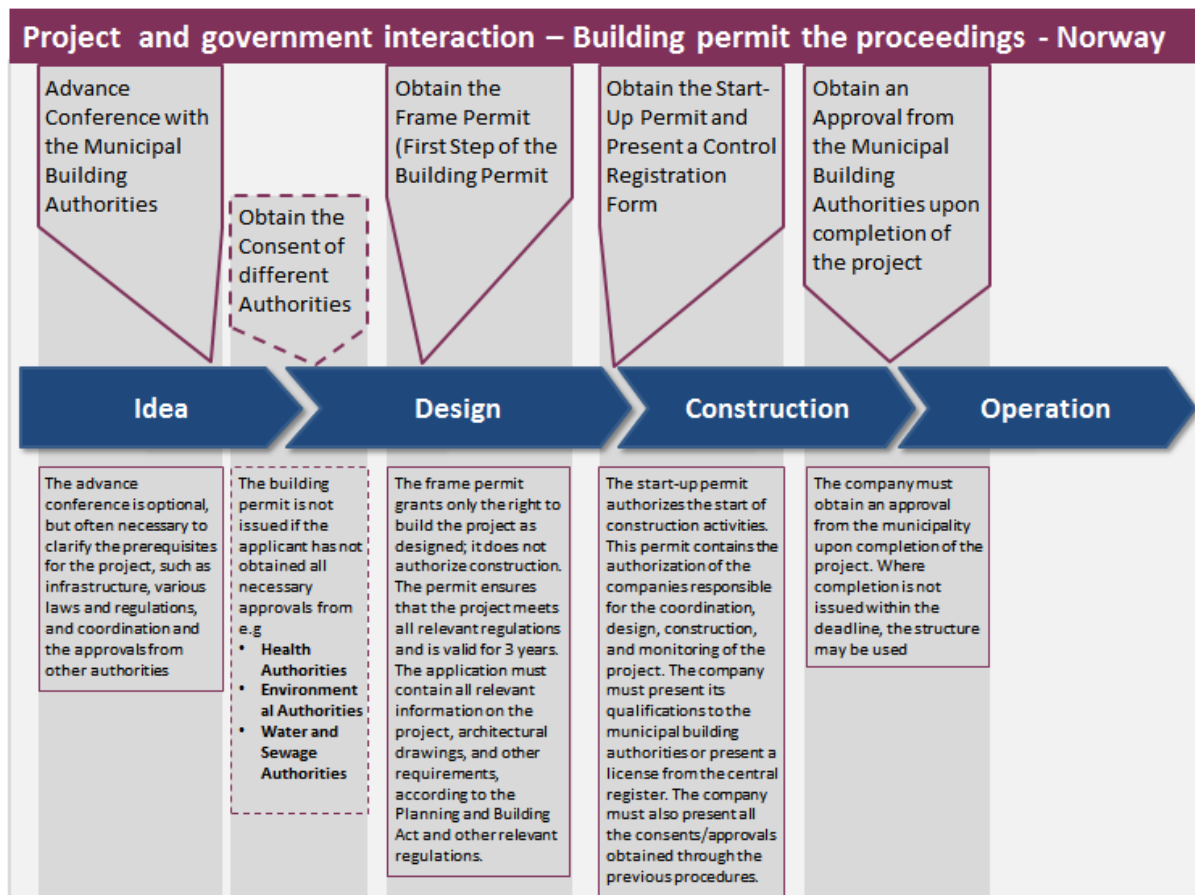 Project and government interaction – Building permit the proceedings - Norway
Advance
Conference with
the Municipal
Building
Authorities
Obtain the
Consent of
different
Authorities
Obtain the
Frame Permit
(First Step of the
Building Permit
Obtain the Start-
Up Permit and
Present a Control
Registration
Form
Obtain an
Approval from
the Municipal
Building
Authorities upon
completion of
the project
Idea
Design
Construction
Operation
The advance
conference is optional,
but often necessary to
clarify the prerequisites
for the project, such as
infrastructure, various
laws and regulations,
and coordination and
the approvals from
other authorities
The building
permit is not
issued if the
applicant has not
obtained all
necessary
approvals from
e.g
• Health
Authorities
• Environment
al Authorities
• Water and
Sewage
Authorities
The frame permit
grants only the right to
build the project as
designed; it does not
authorize construction.
The permit ensures
that the project meets
all relevant regulations
and is valid for 3 years.
The application must
contain all relevant
information on the
project, architectural
drawings, and other
requirements,
according to the
Planning and Building
Act and other relevant
regulations.
The start-up permit
authorizes the start of
construction activities.
This permit contains the
authorization of the
companies responsible
for the coordination,
design, construction,
and monitoring of the
project. The company
must present its
qualifications to the
municipal building
authorities or present a
license from the central
register. The company
must also present all
the consents/approvals
obtained through the
previous procedures.
The company must
obtain an approval
from the municipality
upon completion of the
project. Where
completion is not
issued within the
deadline, the structure
may be used